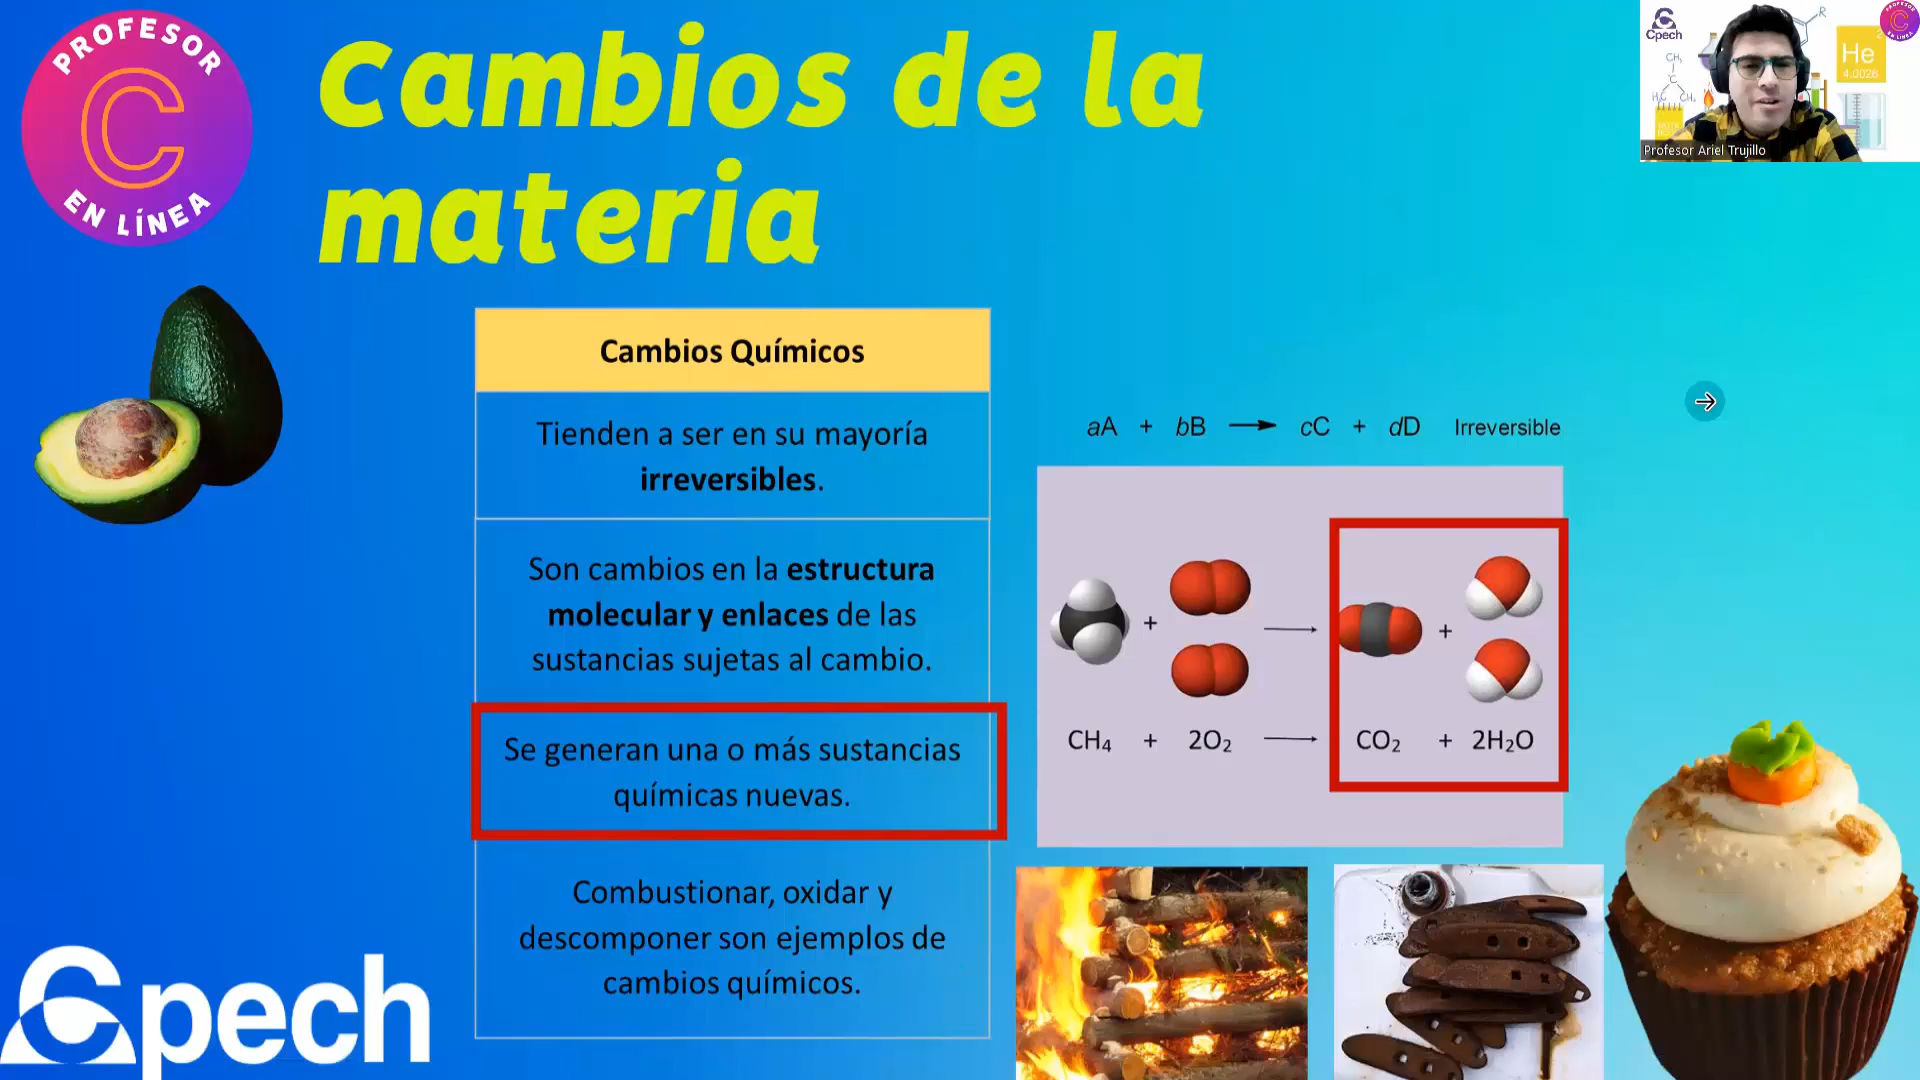 PROFESOR
C
EN LÍNEA
Cambios de la
materia
Cpech
He
4.0026
Profesor Ariel Trujillo
Cambios Químicos
Tienden a ser en su mayoría
irreversibles.
Son cambios en la estructura
molecular y enlaces de las
sustancias sujetas al cambio.
Se generan una o más sustancias
químicas nuevas.
Combustionar, oxidar y
descomponer son ejemplos de
cambios químicos.
aA + bB → cC + dD Irreversible
+ → +
CH₄ + 2O₂ → CO₂ + 2H₂O
Cpech